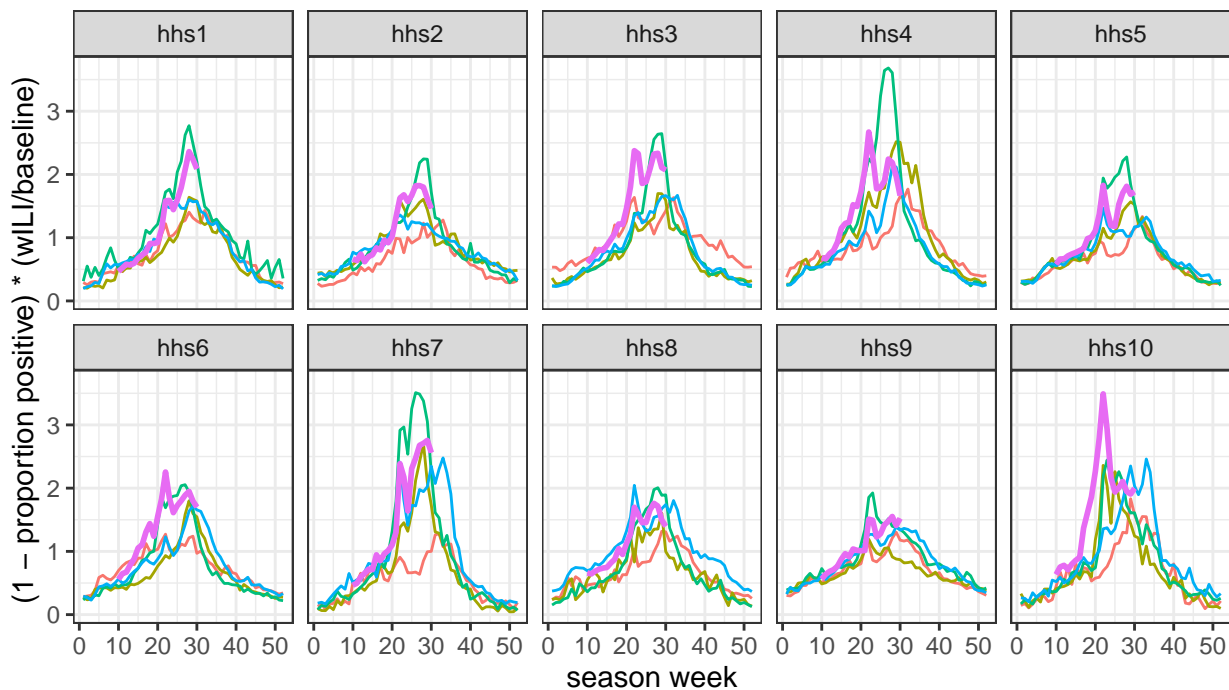 hhs1 hhs2 hhs3 hhs4 hhs5
3
2
1
0
hhs6 hhs7 hhs8 hhs9 hhs10
3
2
1
0
0 10 20 30 40 50 0 10 20 30 40 50 0 10 20 30 40 50 0 10 20 30 40 50 0 10 20 30 40 50
season week
(1 − proportion positive) * (wILI/baseline)